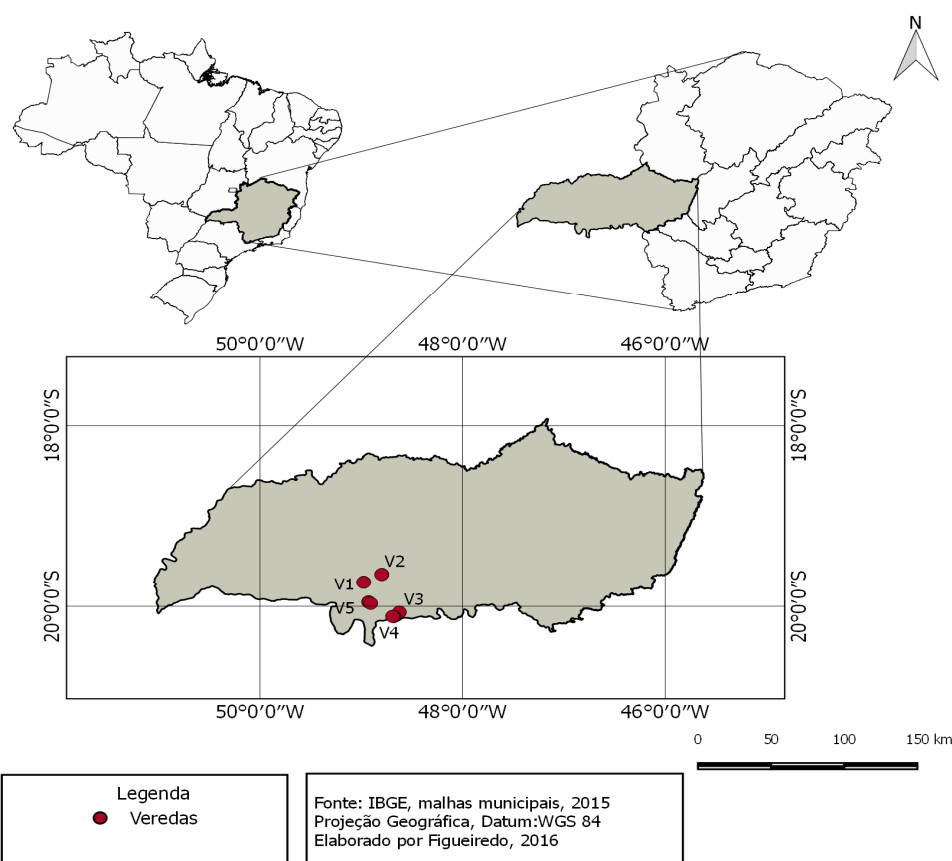 N
50°0′0″W 48°0′0″W 46°0′0″W
18°0′0″S 18°0′0″S
V2
V1
V3
V5
V4
20°0′0″S 20°0′0″S
50°0′0″W 48°0′0″W 46°0′0″W
0 50 100 150 km
Legenda
Veredas
Fonte: IBGE, malhas municipais, 2015
Projeção Geográfica, Datum:WGS 84
Elaborado por Figueiredo, 2016